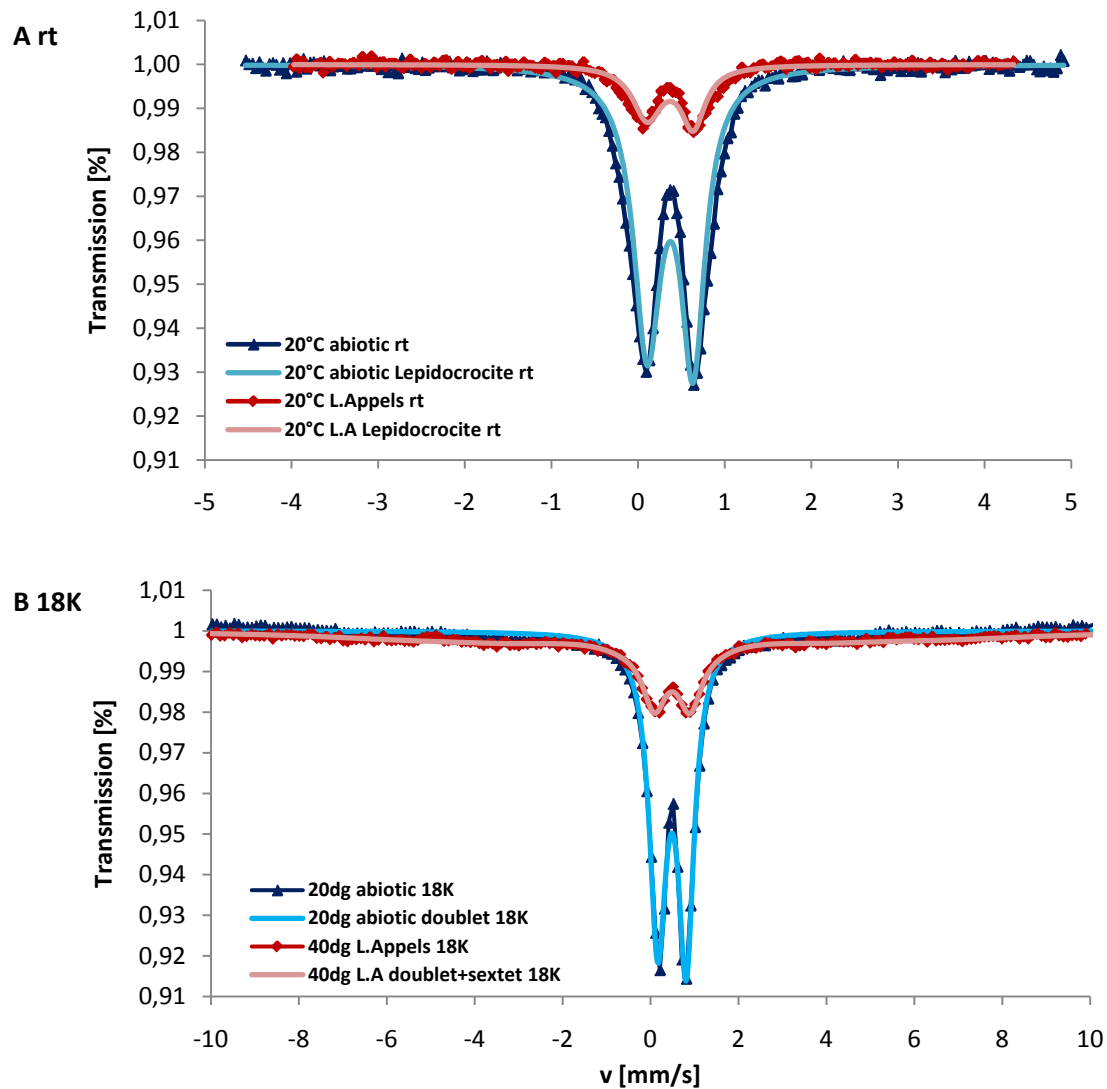 A rt
1,01
1,00
0,99
0,98
0,97
0,96
0,95
0,94
0,93
0,92
0,91
Transmission [%]
20°C abiotic rt
20°C abiotic Lepidocrocite rt
20°C L.Appels rt
20°C L.A Lepidocrocite rt
-5 -4 -3 -2 -1 0 1 2 3 4 5
B 18K
1,01
1
0,99
0,98
0,97
0,96
0,95
0,94
0,93
0,92
0,91
Transmission [%]
20dg abiotic 18K
20dg abiotic doublet 18K
40dg L.Appels 18K
40dg L.A doublet+sextet 18K
-10 -8 -6 -4 -2 0 2 4 6 8 10
v [mm/s]